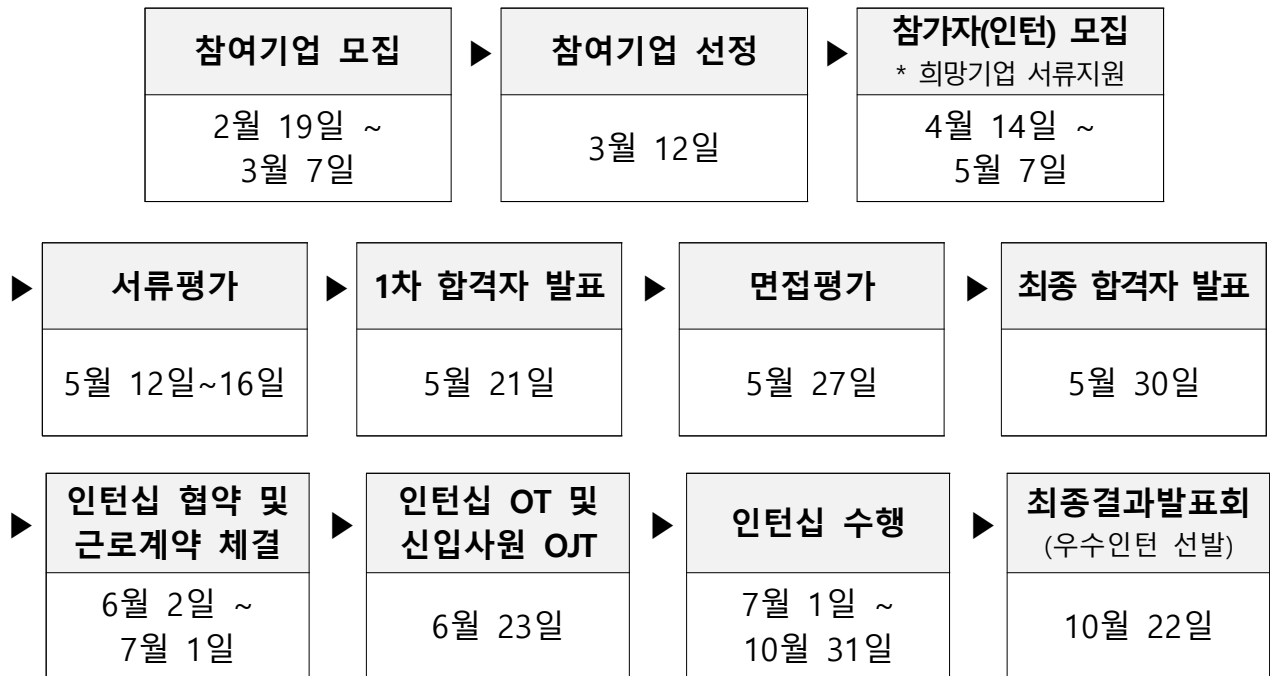 참여기업 모집 ▶ 참여기업 선정 ▶ 참가자(인턴) 모집
* 희망기업 서류지원
2월 19일 ~
3월 7일
3월 12일
4월 14일 ~
5월 7일
▶ 서류평가 ▶ 1차 합격자 발표 ▶ 면접평가 ▶ 최종 합격자 발표
5월 12일~16일
5월 21일
5월 27일
5월 30일
▶ 인턴십 협약 및
근로계약 체결
▶ 인턴십 OT 및
신입사원 OJT
▶ 인턴십 수행
▶ 최종결과발표회
(우수인턴 선발)
6월 2일 ~
7월 1일
6월 23일
7월 1일 ~
10월 31일
10월 22일